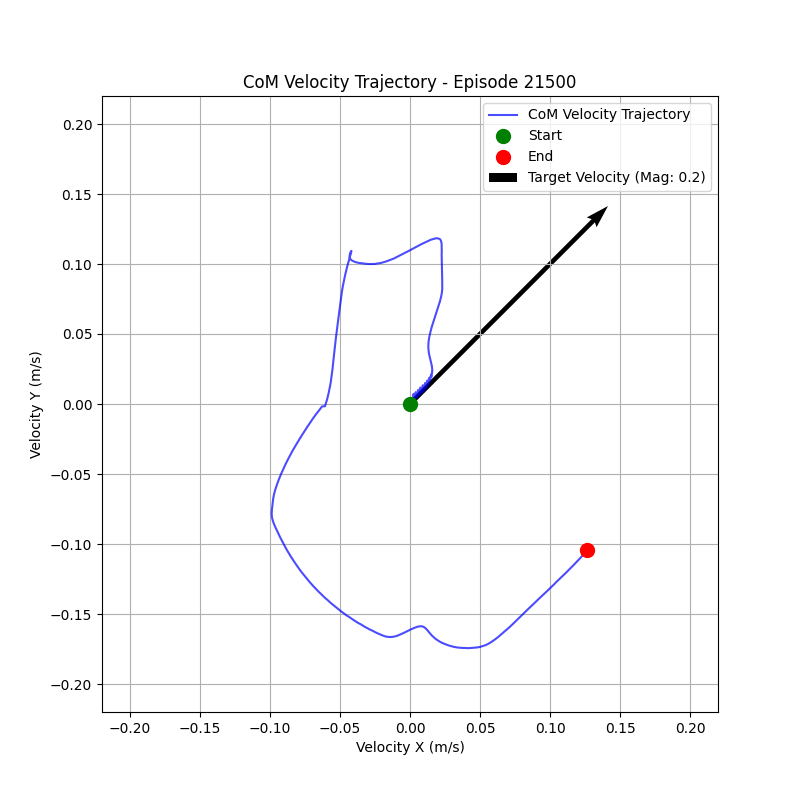 CoM Velocity Trajectory - Episode 21500
CoM Velocity Trajectory
Start
End
Target Velocity (Mag: 0.2)
0.20
0.15
0.10
0.05
0.00
−0.05
−0.10
−0.15
−0.20
Velocity Y (m/s)
−0.20 −0.15 −0.10 −0.05 0.00 0.05 0.10 0.15 0.20
Velocity X (m/s)